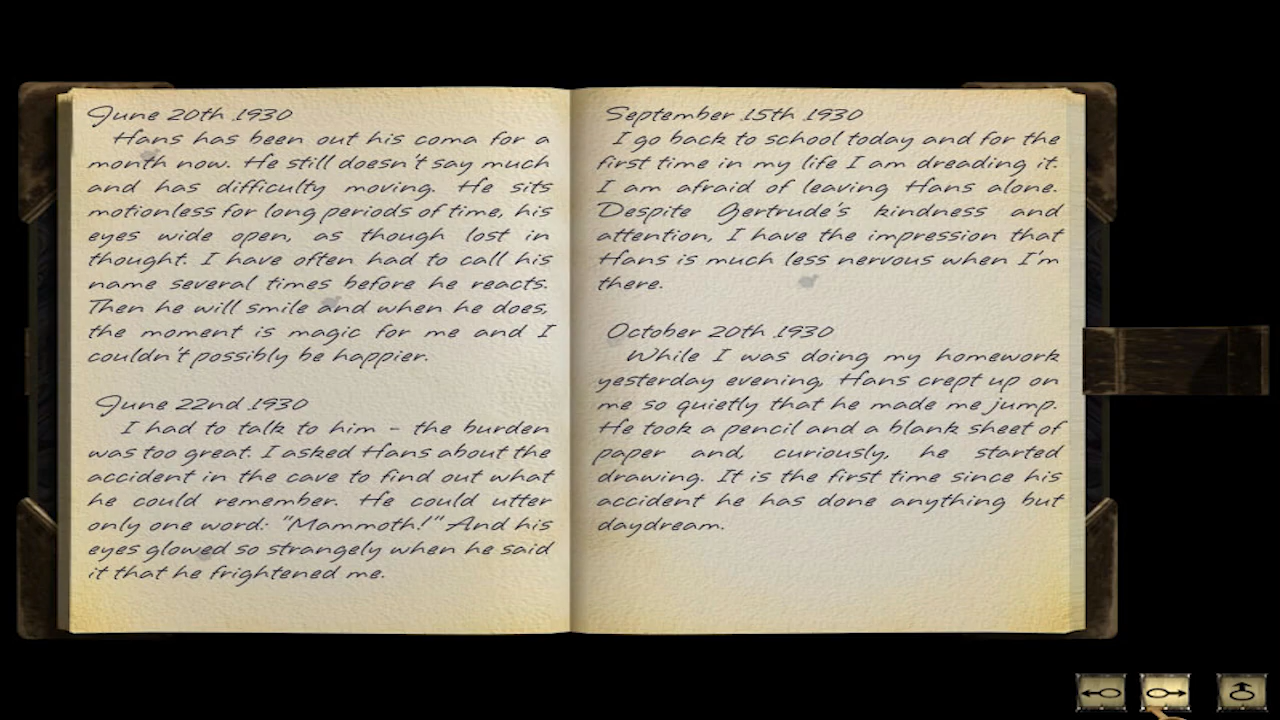 June 20th 1930
Hans has been out his coma for a
month now. He still doesn't say much
and has difficulty moving. He sits
motionless for long periods of time, his
eyes wide open, as though lost in
thought. I have often had to call his
name several times before he reacts.
Then he will smile and when he does,
the moment is magic for me and I
couldn't possibly be happier.
June 22nd 1930
I had to talk to him - the burden
was too great. I asked Hans about the
accident in the cave to find out what
he could remember. He could utter
only one word: "Mammoth!" And his
eyes glowed so strangely when he said
it that he frightened me.
September 15th 1930
I go back to school today and for the
first time in my life I am dreading it.
I am afraid of leaving Hans alone.
Despite Gertrude's kindness and
attention, I have the impression that
Hans is much less nervous when I'm
there.
October 20th 1930
While I was doing my homework
yesterday evening, Hans crept up on
me so quietly that he made me jump.
He took a pencil and a blank sheet of
paper and, curiously, he started
drawing. It is the first time since his
accident he has done anything but
daydream.